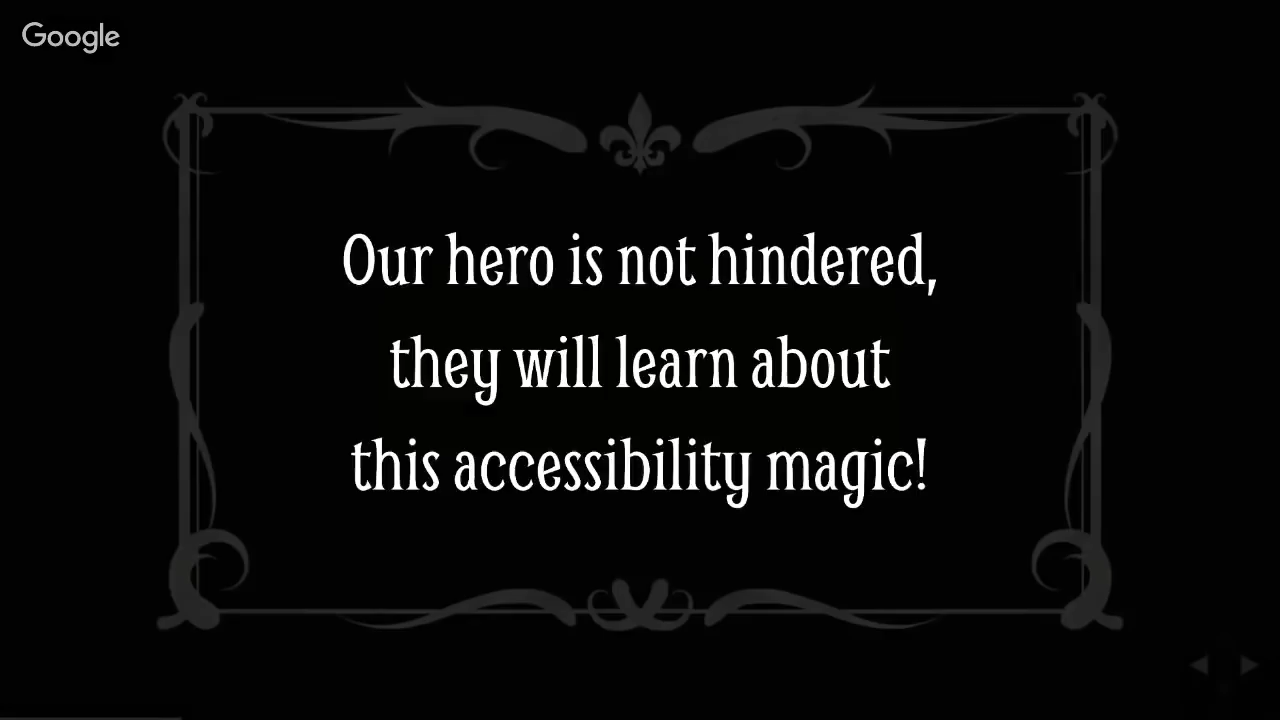 Google
Our hero is not hindered,
they will learn about
this accessibility magic!